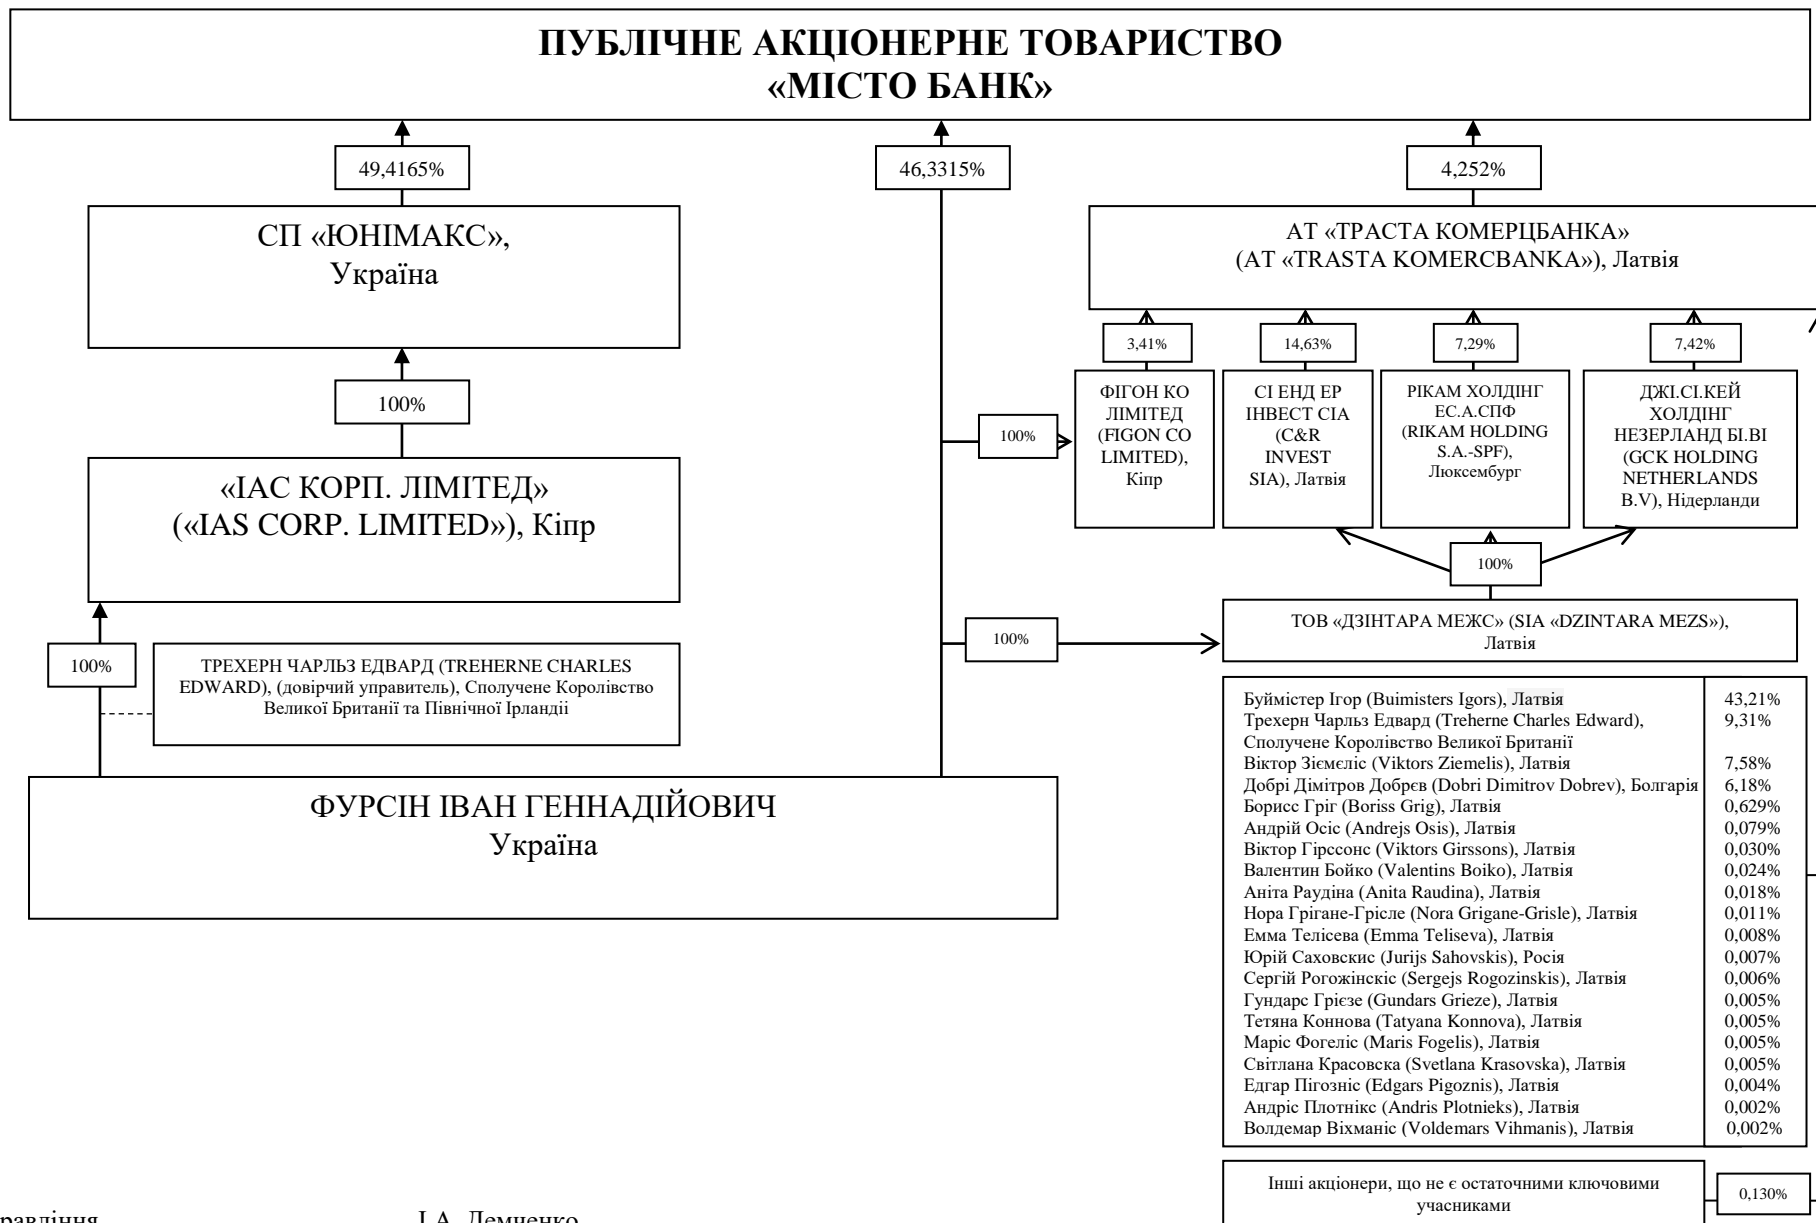 ПУБЛІЧНЕ АКЦІОНЕРНЕ ТОВАРИСТВО
«МІСТО БАНК»
49,4165%
46,3315%
4,252%
СП «ЮНІМАКС»,
Україна
АТ «ТРАСТА КОМЕРЦБАНКА»
(АТ «TRASTA KOMERCBANKA»), Латвія
3,41%
14,63%
7,29%
7,42%
100%
ФІГОН КО
ЛІМІТЕД
(FIGON CO
LIMITED),
Кіпр
СІ ЕНД ЕР
ІНВЕСТ СІА
(C&R
INVEST
SIA), Латвія
РІКАМ ХОЛДІНГ
ЕС.А.СПФ
(RIKAM HOLDING
S.A.-SPF),
Люксембург
ДЖІ.СІ.КЕЙ
ХОЛДІНГ
НЕЗЕРЛАНД БІ.ВІ
(GCK HOLDING
NETHERLANDS
B.V), Нідерланди
100%
«ІАС КОРП. ЛІМІТЕД»
(«IAS CORP. LIMITED»), Кіпр
100%
100%
ТОВ «ДЗІНТАРА МЕЖС» (SIA «DZINTARA MEZS»),
Латвія
100%
ТРЕХЕРН ЧАРЛЬЗ ЕДВАРД (TREHERNE CHARLES
EDWARD), (довірчий управитель), Сполучене Королівство
Великої Британії та Північної Ірландії
ФУРСІН ІВАН ГЕННАДІЙОВИЧ
Україна
Буймістер Ігор (Buimisters Igors), Латвія 43,21%
Трехерн Чарльз Едвард (Treherne Charles Edward), 9,31%
Сполучене Королівство Великої Британії
Віктор Зіємєліс (Viktors Ziemelis), Латвія 7,58%
Добрі Дімітров Добрєв (Dobri Dimitrov Dobrev), Болгарія 6,18%
Борисс Гріг (Boriss Grig), Латвія 0,629%
Андрій Осіс (Andrejs Osis), Латвія 0,079%
Віктор Гірссонс (Viktors Girssons), Латвія 0,030%
Валентин Бойко (Valentins Boiko), Латвія 0,024%
Аніта Раудіна (Anita Raudina), Латвія 0,018%
Нора Грігане-Грісле (Nora Grigane-Grisle), Латвія 0,011%
Емма Телісева (Emma Teliseva), Латвія 0,008%
Юрій Саховскис (Jurijs Sahovskis), Росія 0,007%
Сергій Рогожінскіс (Sergejs Rogozinskis), Латвія 0,006%
Гундарс Грієзе (Gundars Grieze), Латвія 0,005%
Тетяна Коннова (Tatyana Konnova), Латвія 0,005%
Маріс Фогеліс (Maris Fogelis), Латвія 0,005%
Світлана Красовска (Svetlana Krasovska), Латвія 0,005%
Едгар Пігозніс (Edgars Pigoznis), Латвія 0,004%
Андріс Плотнікс (Andris Plotnieks), Латвія 0,002%
Волдемар Віхманіс (Voldemars Vihmanis), Латвія 0,002%
Інші акціонери, що не є остаточними ключовими
учасниками
0,130%
равління І.А. Демченко